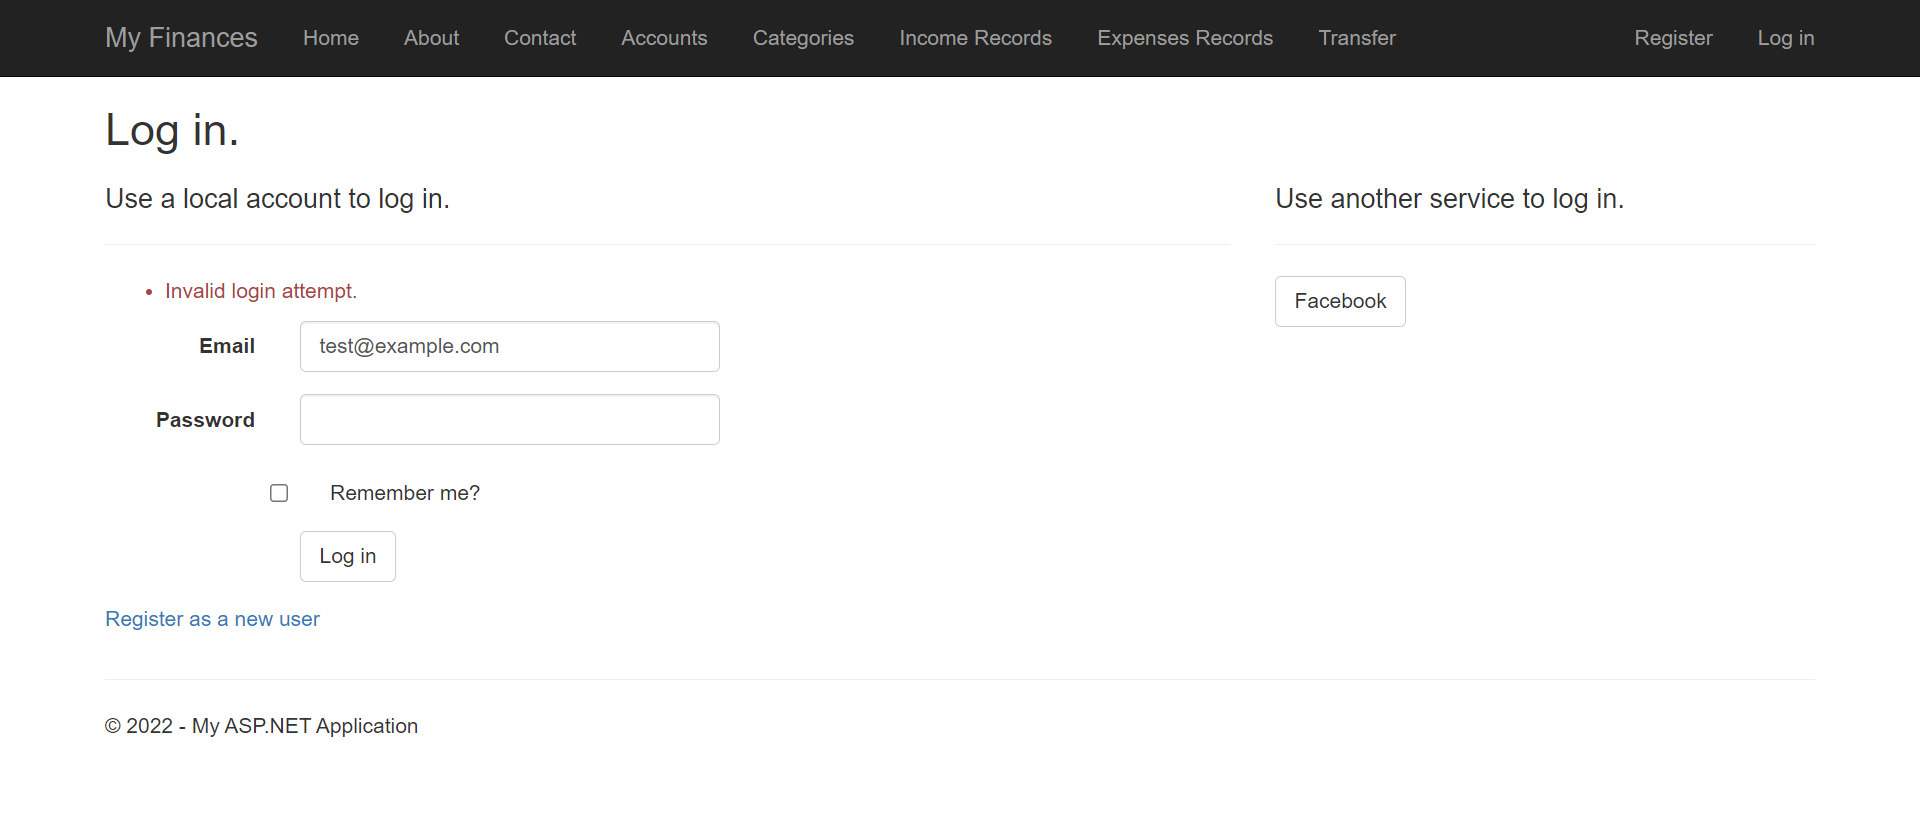 My Finances Home About Contact Accounts Categories Income Records Expenses Records Transfer Register Log in
Log in.
Use a local account to log in.
Invalid login attempt.
Email test@example.com
Password
Remember me?
Log in
Register as a new user
Use another service to log in.
Facebook
© 2022 - My ASP.NET Application